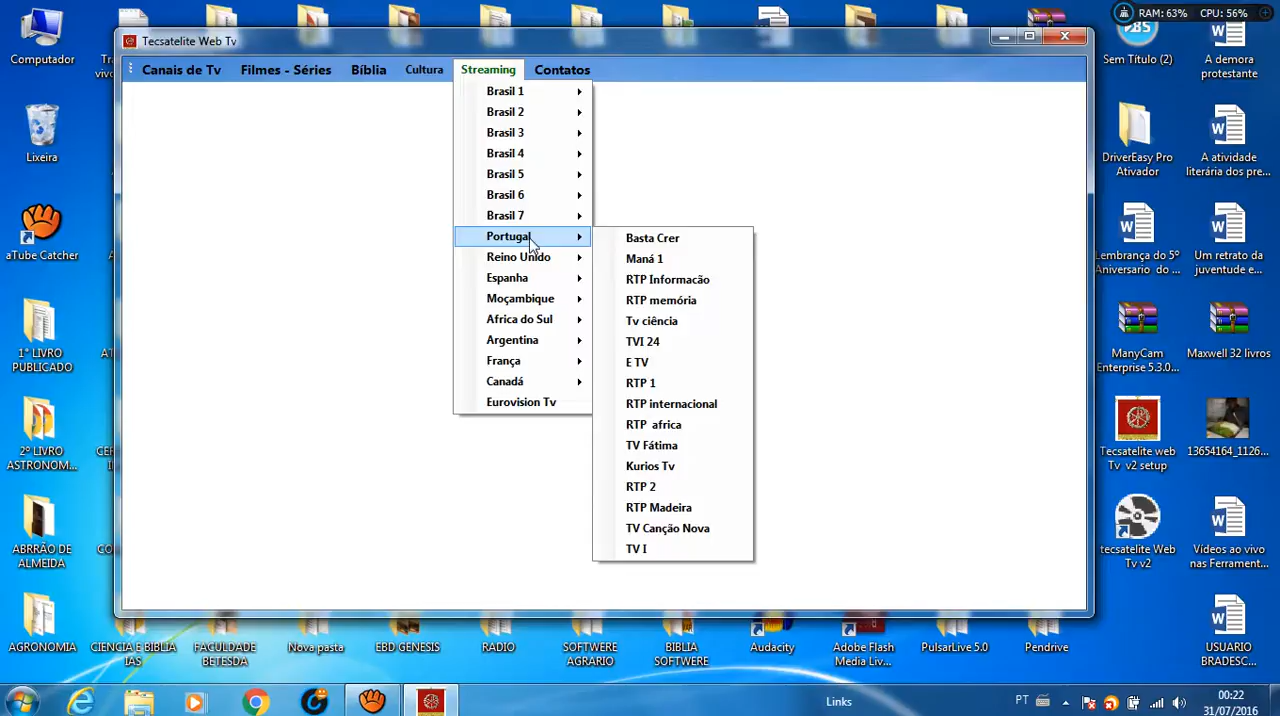 RAM: 63% CPU: 56%
Tecsatelite Web Tv
Canais de Tv Filmes - Séries Bíblia Cultura Streaming Contatos
Brasil 1
Brasil 2
Brasil 3
Brasil 4
Brasil 5
Brasil 6
Brasil 7
Portugal
Reino Unido
Espanha
Moçambique
Africa do Sul
Argentina
França
Canadá
Eurovision Tv
Basta Crer
Maná 1
RTP Informacão
RTP memória
Tv ciência
TVI 24
E TV
RTP 1
RTP internacional
RTP africa
TV Fátima
Kurios Tv
RTP 2
RTP Madeira
TV Canção Nova
TV I
Computador
Lixeira
aTube Catcher
1° LIVRO
PUBLICADO
2º LIVRO
ASTRONOM...
ABRRÃO DE
ALMEIDA
AGRONOMIA
CIENCIA E BIBLIA
IAS
FACULDADE
BETESDA
Nova pasta
EBD GENESIS
RADIO
SOFTWERE
AGRARIO
BIBLIA
SOFTWERE
Audacity
Adobe Flash
Media Liv...
PulsarLive 5.0
Pendrive
Sem Título (2)
A demora
protestante
DriverEasy Pro
Ativador
A atividade
literária dos pre...
Lembrança do 5º
Aniversario do ...
Um retrato da
juventude e...
ManyCam
Enterprise 5.3.0...
Maxwell 32 livros
Tecsatelite web
Tv v2 setup
13654164_1126...
tecsatelite Web
Tv v2
Vídeos ao vivo
nas Ferrament...
USUARIO
BRADESC...
Links
PT
00:22
31/07/2016